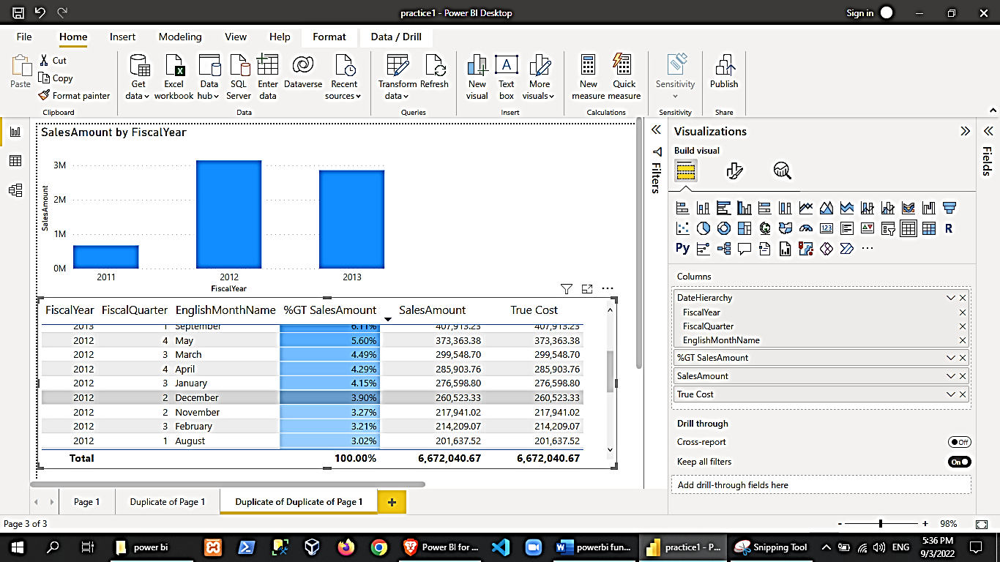 practice1 - Power BI Desktop
Sign in
File Home Insert Modeling View Help Format Data / Drill
Paste
Cut
Copy
Format painter
Clipboard
Get data
Excel workbook
Data hub
SQL Server
Enter data
Dataverse
Recent sources
Data
Transform data
Refresh
Queries
New visual
Text box
More visuals
Insert
New measure
Quick measure
Calculations
Sensitivity
Sensitivity
Publish
Share
SalesAmount by FiscalYear
SalesAmount
3M
2M
1M
0M
2011 2012 2013
FiscalYear
FiscalYear FiscalQuarter EnglishMonthName %GT SalesAmount SalesAmount True Cost
2013 1 September 6.11% 407,913.23 407,913.23
2012 4 May 5.60% 373,363.38 373,363.38
2012 3 March 4.49% 299,548.70 299,548.70
2012 4 April 4.29% 285,903.76 285,903.76
2012 3 January 4.15% 276,598.80 276,598.80
2012 2 December 3.90% 260,523.33 260,523.33
2012 2 November 3.27% 217,941.02 217,941.02
2012 3 February 3.21% 214,209.07 214,209.07
2012 1 August 3.02% 201,637.52 201,637.52
Total 100.00% 6,672,040.67 6,672,040.67
Filters
Visualizations
Build visual
123
R
Py
Columns
DateHierarchy
FiscalYear
FiscalQuarter
EnglishMonthName
%GT SalesAmount
SalesAmount
True Cost
Drill through
Cross-report Off
Keep all filters On
Add drill-through fields here
Fields
Page 1 Duplicate of Page 1 Duplicate of Duplicate of Page 1 +
Page 3 of 3
- + 98%
power bi
Power BI for ...
powerbi fun...
practice1 - P...
Snipping Tool
ENG
5:36 PM
9/3/2022